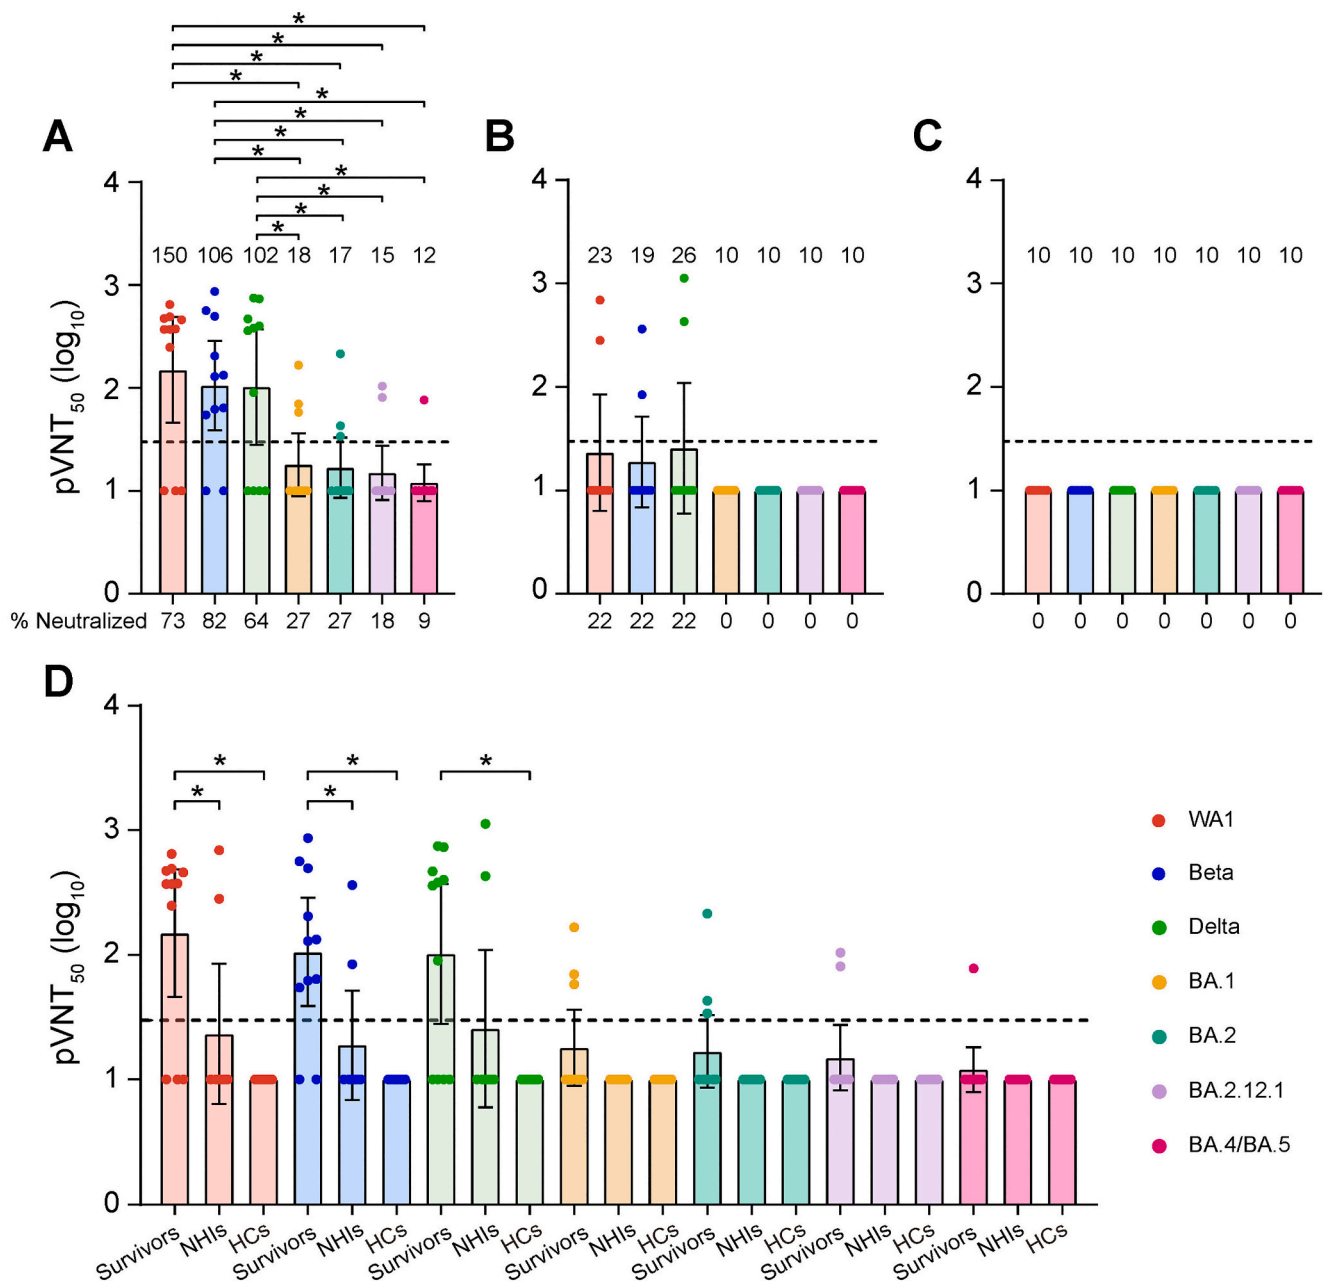 * * * *
* * * *
* * * *
A
pVNT50 (log10)
4
3
2
1
0
150 106 102 18 17 15 12
% Neutralized 73 82 64 27 27 18 9
B
4
3
2
1
0
23 19 26 10 10 10 10
22 22 22 0 0 0 0
C
4
3
2
1
0
10 10 10 10 10 10 10
0 0 0 0 0 0 0
D
pVNT50 (log10)
4
3
2
1
0
* * * * *
Survivors NHIs HCs Survivors NHIs HCs Survivors NHIs HCs Survivors NHIs HCs Survivors NHIs HCs Survivors NHIs HCs Survivors NHIs HCs
WA1
Beta
Delta
BA.1
BA.2
BA.2.12.1
BA.4/BA.5